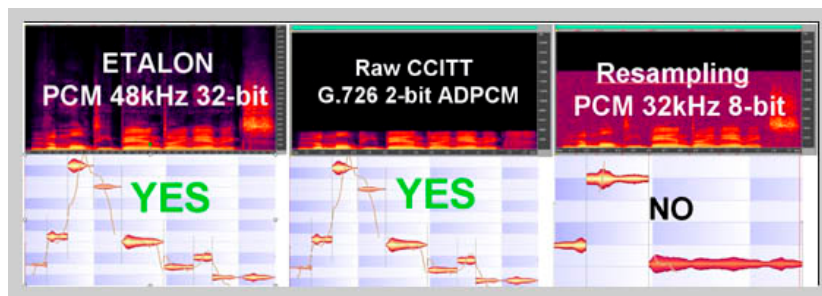 ETALON
PCM 48kHz 32-bit
Raw CCITT
G.726 2-bit ADPCM
Resampling
PCM 32kHz 8-bit
YES
YES
NO